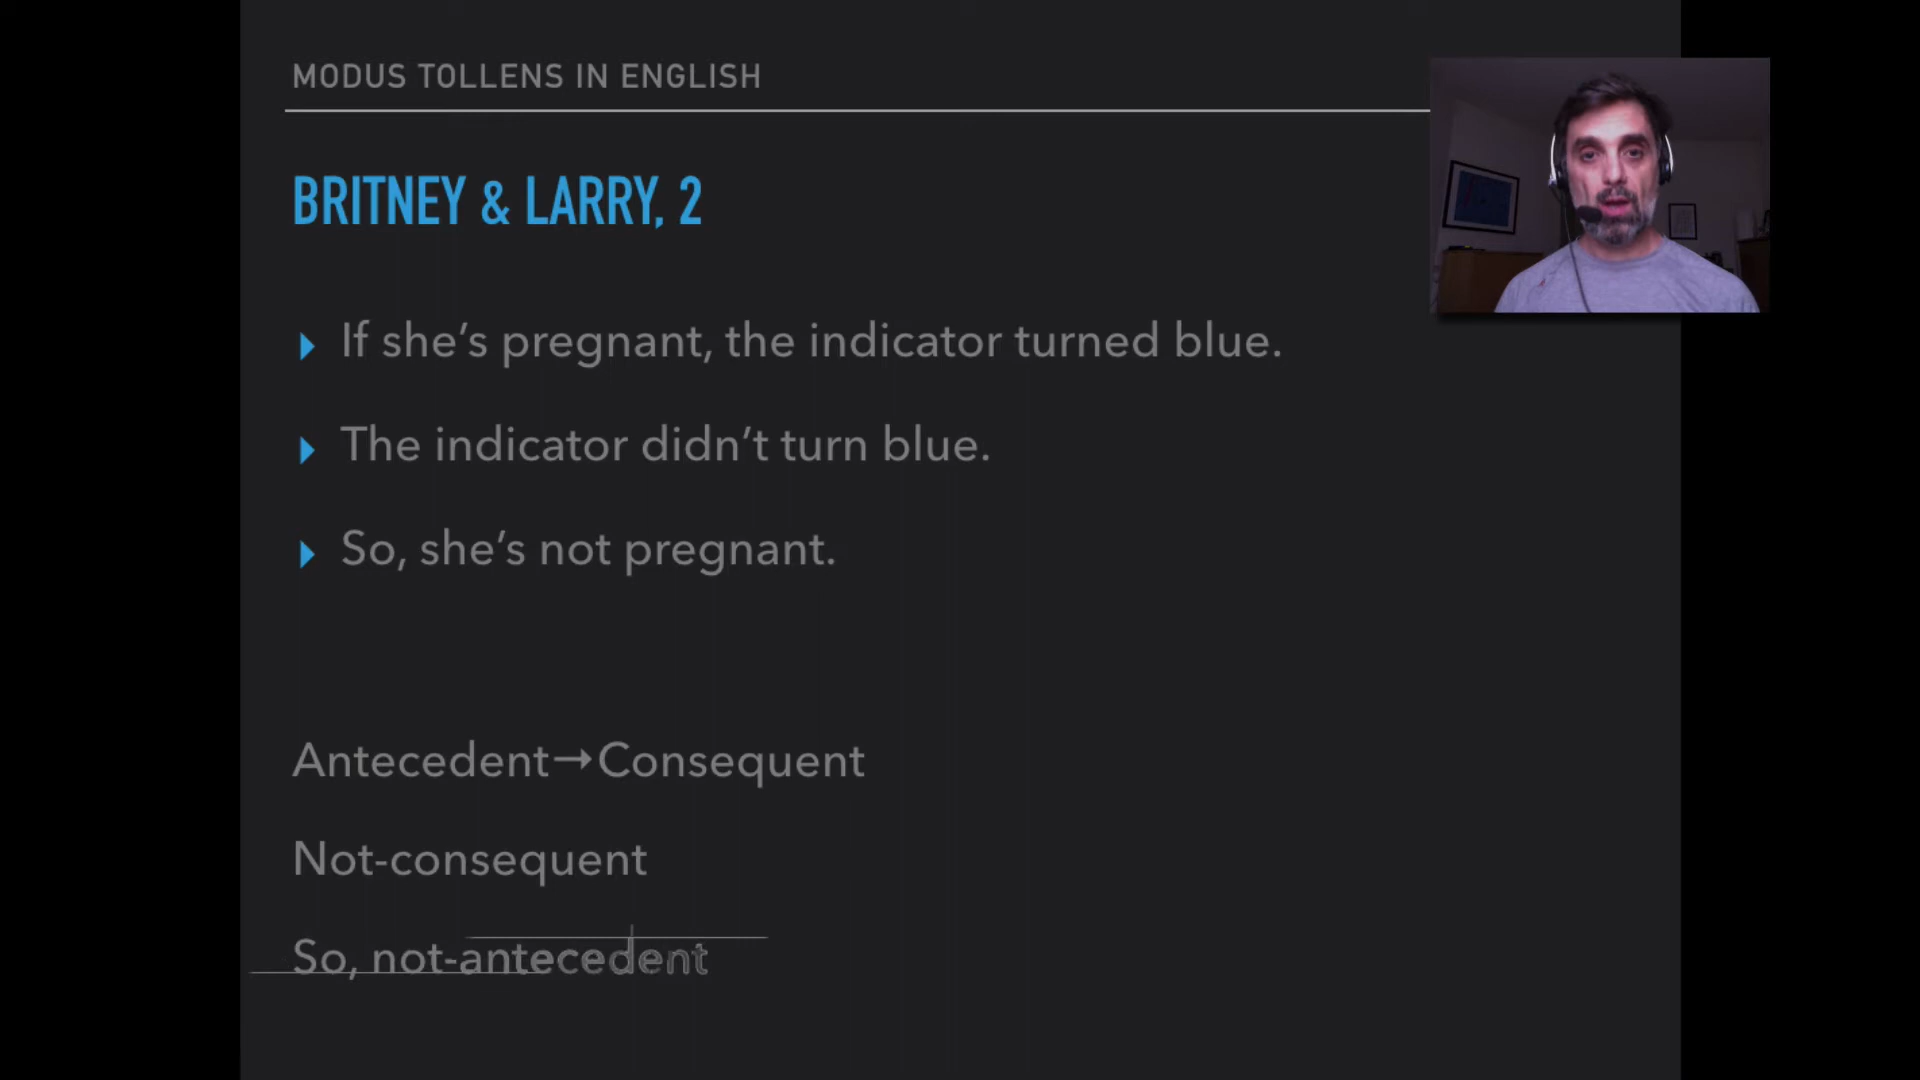 MODUS TOLLENS IN ENGLISH
BRITNEY & LARRY, 2
If she’s pregnant, the indicator turned blue.
The indicator didn’t turn blue.
So, she’s not pregnant.
Antecedent→Consequent
Not-consequent
So, not-antecedent